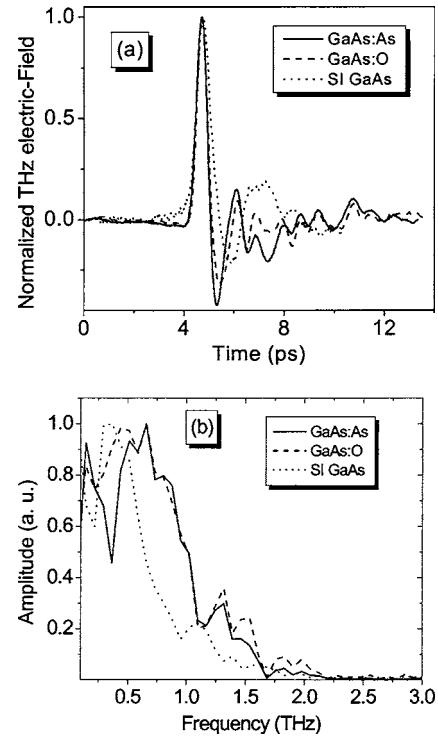 (a)
GaAs:As
GaAs:O
SI GaAs
Normalized THz electric-Field
1.0
0.5
0.0
0 4 8 12
Time (ps)
(b)
GaAs:As
GaAs:O
SI GaAs
Amplitude (a. u.)
1.0
0.8
0.6
0.4
0.2
0.5 1.0 1.5 2.0 2.5 3.0
Frequency (THz)